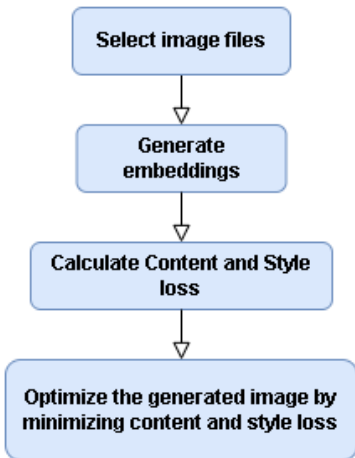 Select image files
Generate
embeddings
Calculate Content and Style
loss
Optimize the generated image by
minimizing content and style loss